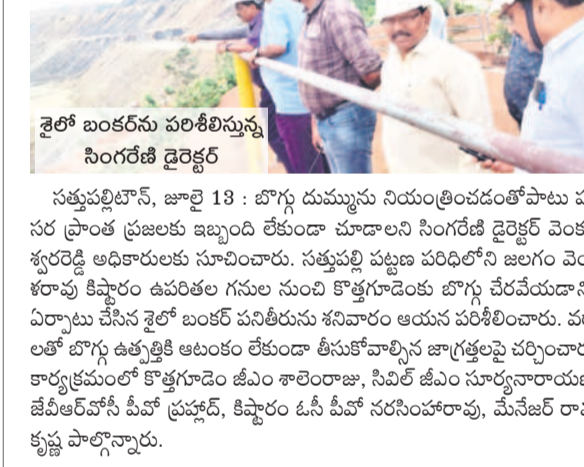 శైలో బంకర్‌ను పరిశీలిస్తున్న
సింగరేణి డైరెక్టర్
సత్తుపల్లిటౌన్, జూలై 13 : బొగ్గు దుమ్మును నియంత్రించడంతోపాటు
సర ప్రాంత ప్రజలకు ఇబ్బంది లేకుండా చూడాలని సింగరేణి డైరెక్టర్ వెంక
శ్వరరెడ్డి అధికారులకు సూచించారు. సత్తుపల్లి పట్టణ పరిధిలోని జలగం వెం
ళరావు కిష్టారం ఉపరితల గనుల నుంచి కొత్తగూడెంకు బొగ్గు చేరవేయడాని
ఏర్పాటు చేసిన శైలో బంకర్ పనితీరును శనివారం ఆయన పరిశీలించారు.
లతో బొగ్గు ఉత్పత్తికి ఆటంకం లేకుండా తీసుకోవాల్సిన జాగ్రత్తలపై చర్చించార
కార్యక్రమంలో కొత్తగూడెం జీఎం శాలెంరాజు, సివిల్ జీఎం సూర్యనారాయణ
జేవీఆర్‌వోసీ పీవో ప్రహ్లాద్, కిష్టారం ఓసీ పీవో నరసింహారావు, మేనేజర్ రా
కృష్ణ పాల్గొన్నారు.